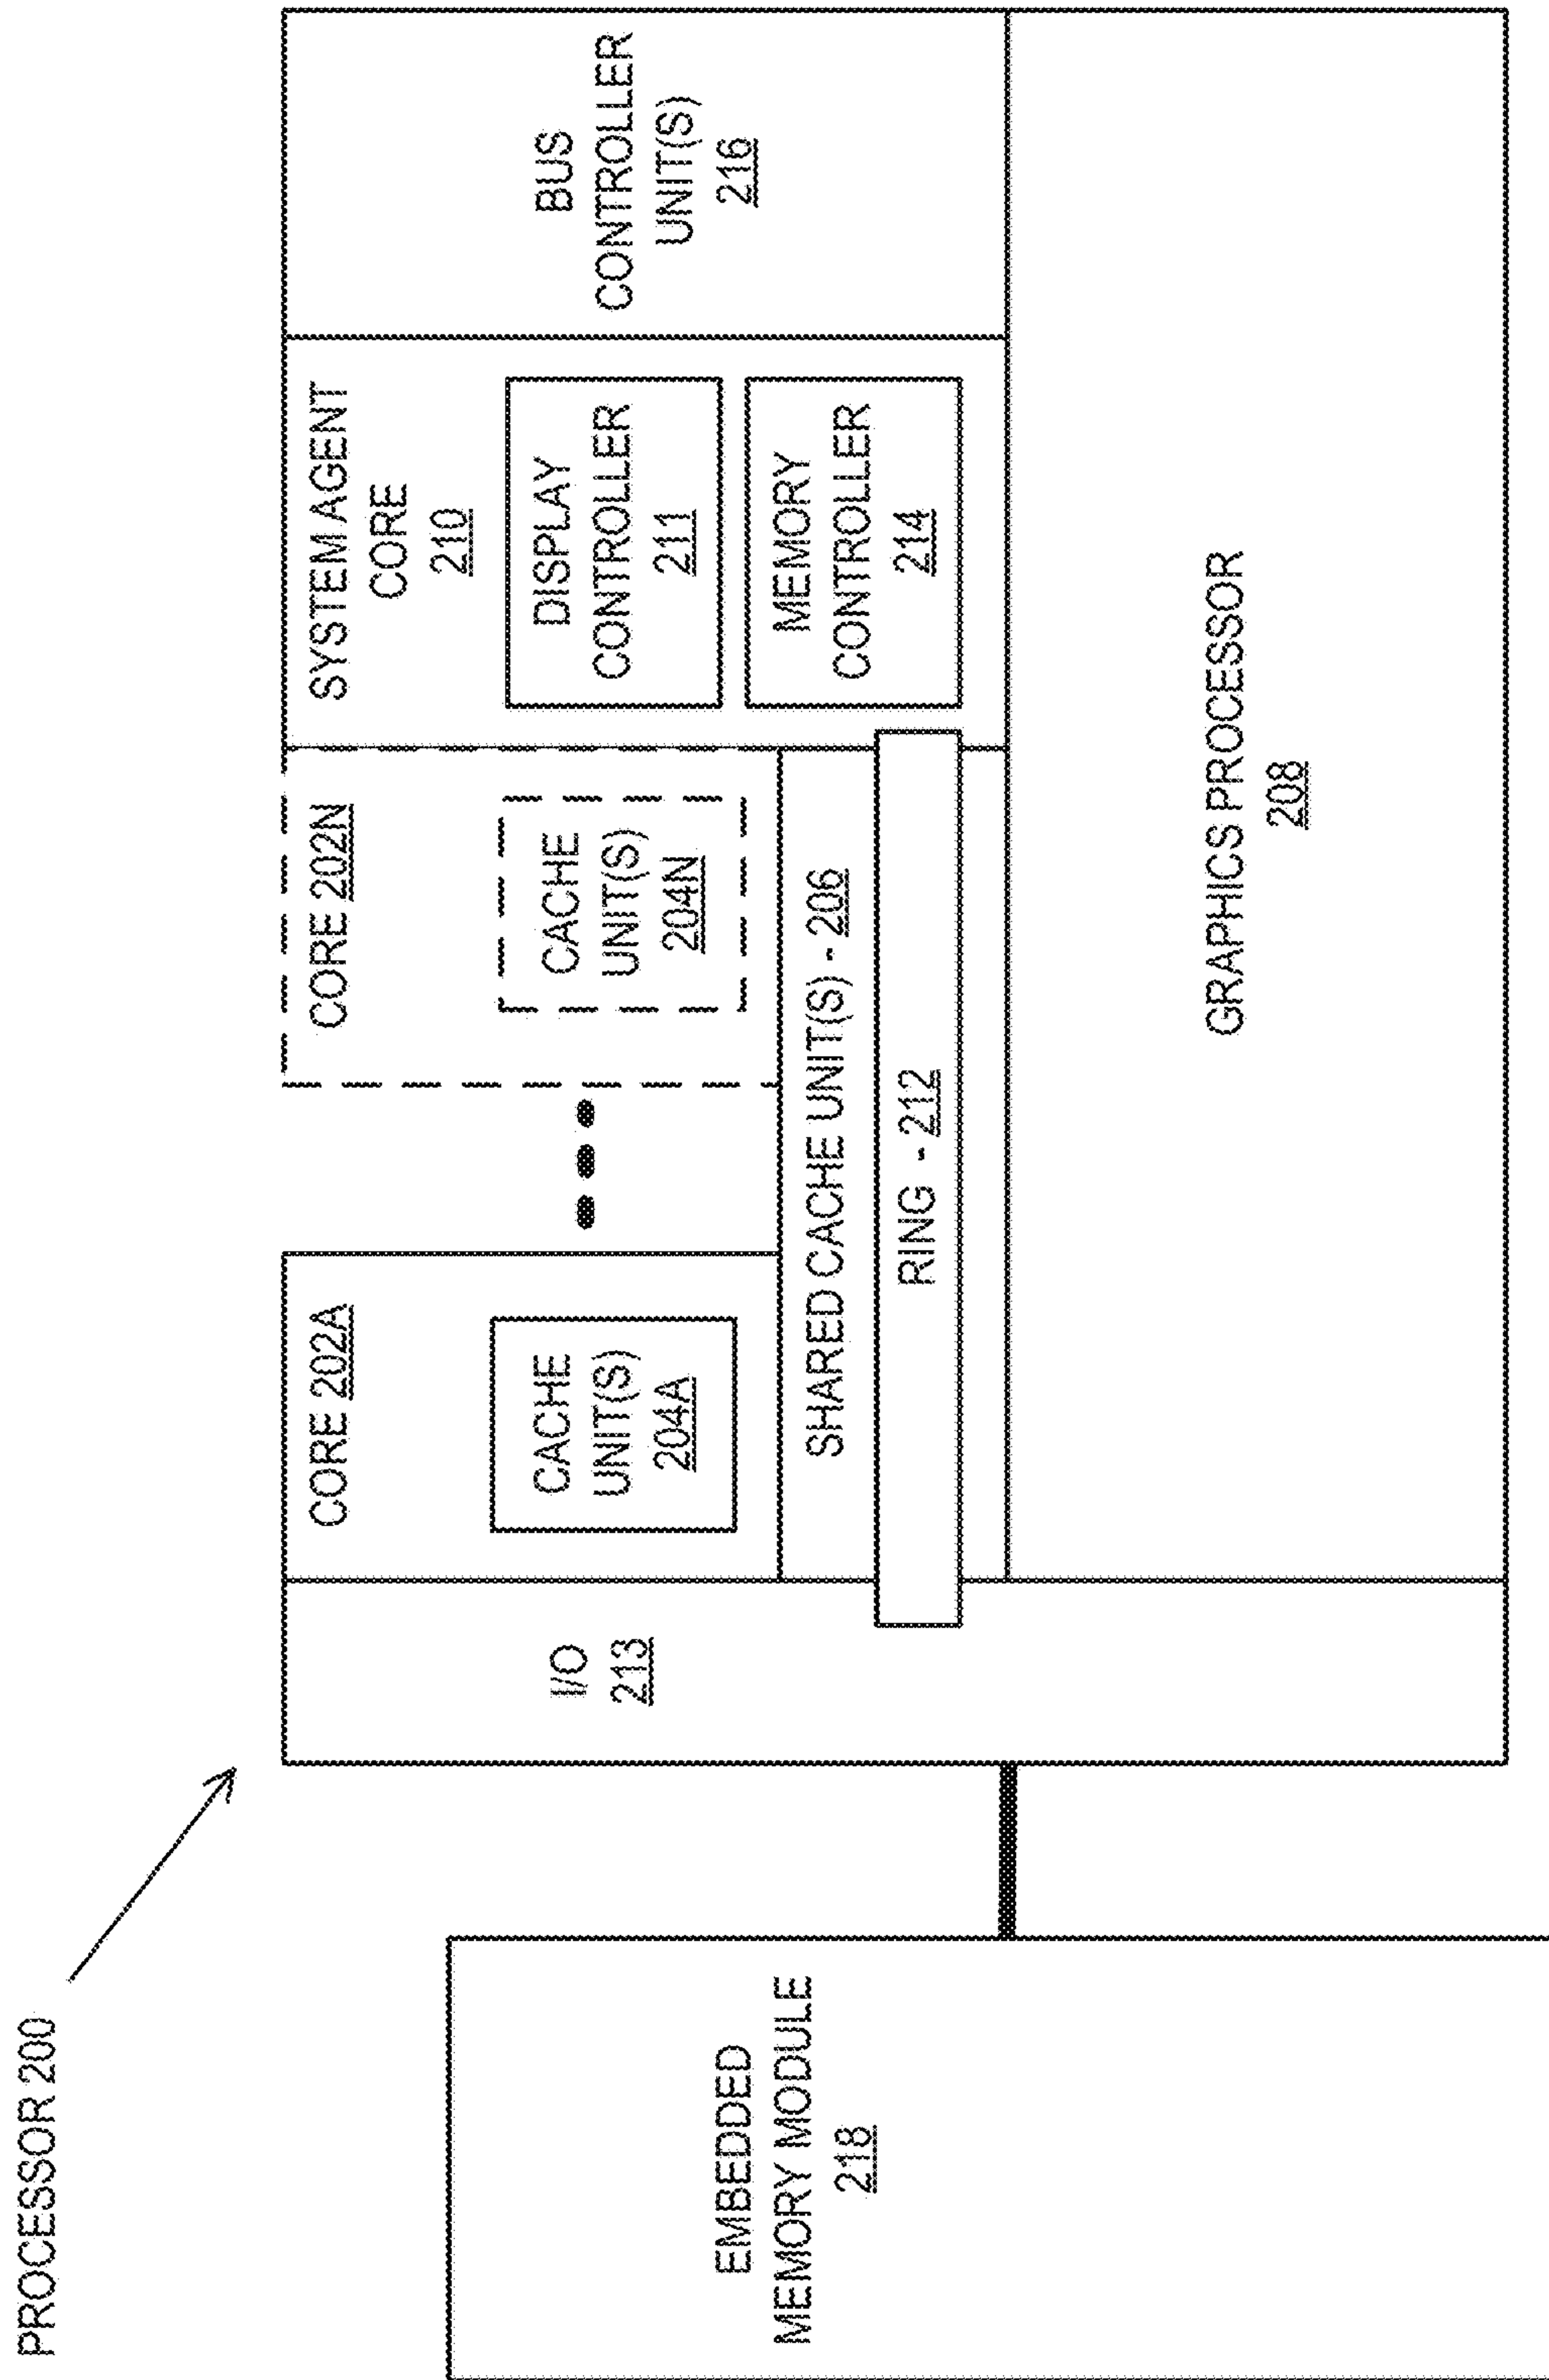 PROCESSOR 200
EMBEDDED
MEMORY MODULE
218
I/O
213
CORE 202A
CACHE
UNIT(S)
204A
CORE 202N
CACHE
UNIT(S)
204N
SHARED CACHE UNIT(S) - 206
RING - 212
SYSTEM AGENT
CORE
210
DISPLAY
CONTROLLER
211
MEMORY
CONTROLLER
214
BUS
CONTROLLER
UNIT(S)
216
GRAPHICS PROCESSOR
208